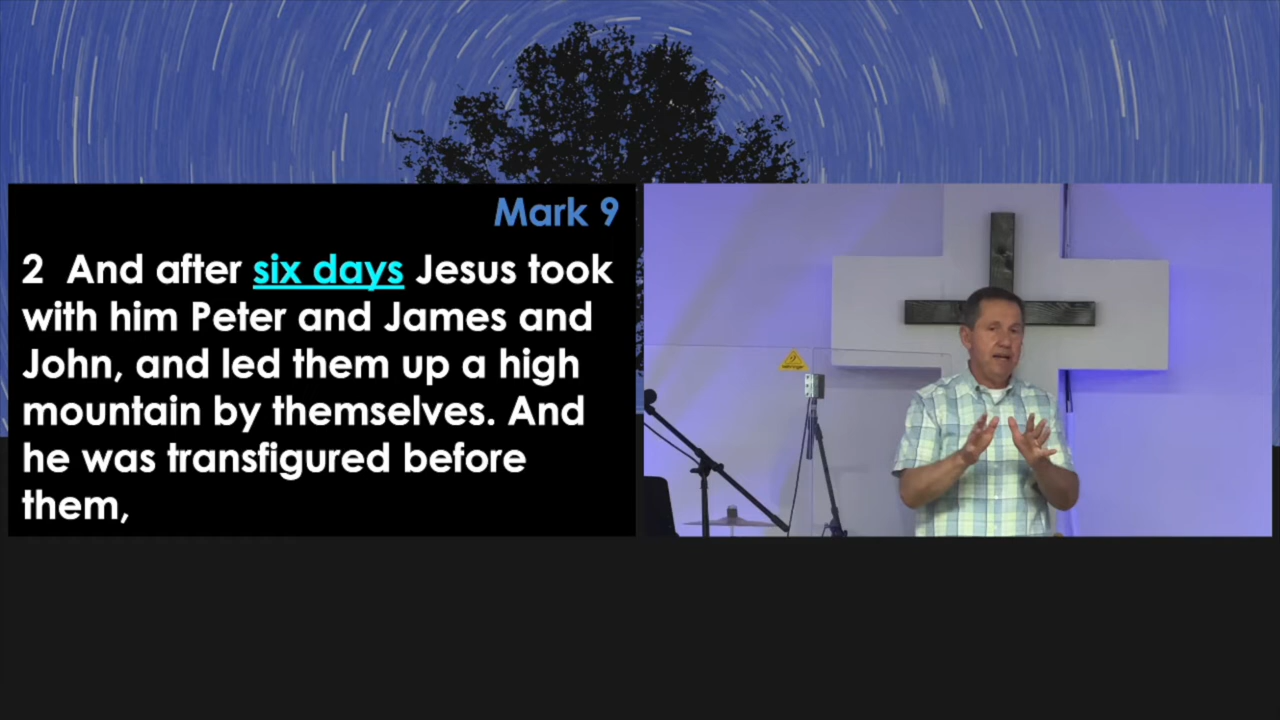 Mark 9
2 And after six days Jesus took
with him Peter and James and
John, and led them up a high
mountain by themselves. And
he was transfigured before
them,